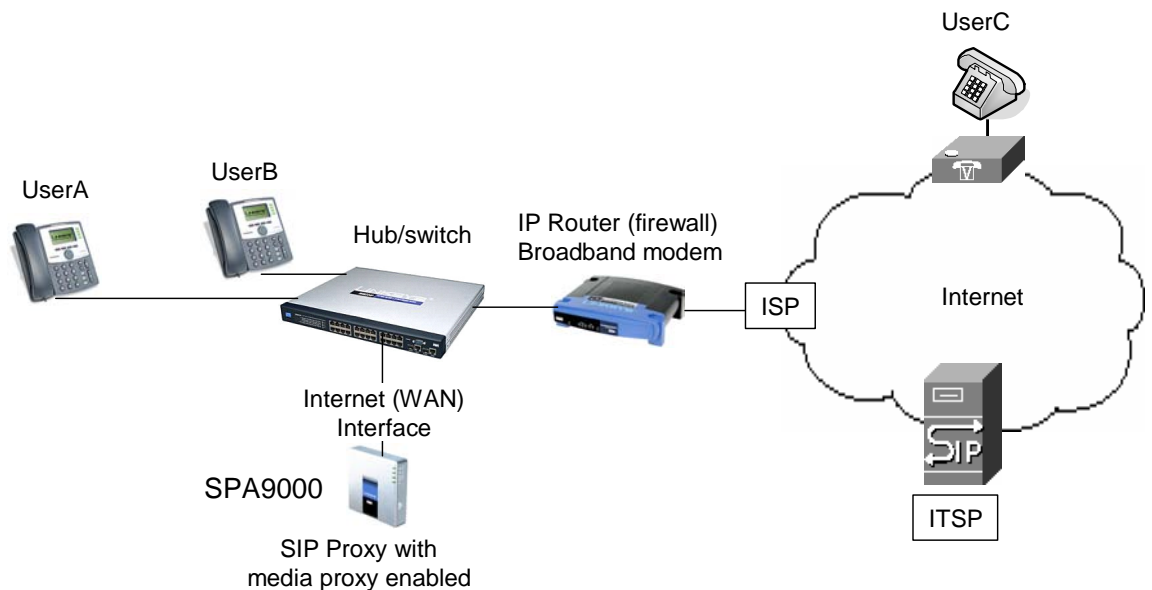 UserC
UserB
UserA
IP Router (firewall)
Broadband modem
Hub/switch
ISP
Internet
Internet (WAN)
Interface
SIP
SPA9000
ITSP
SIP Proxy with
media proxy enabled